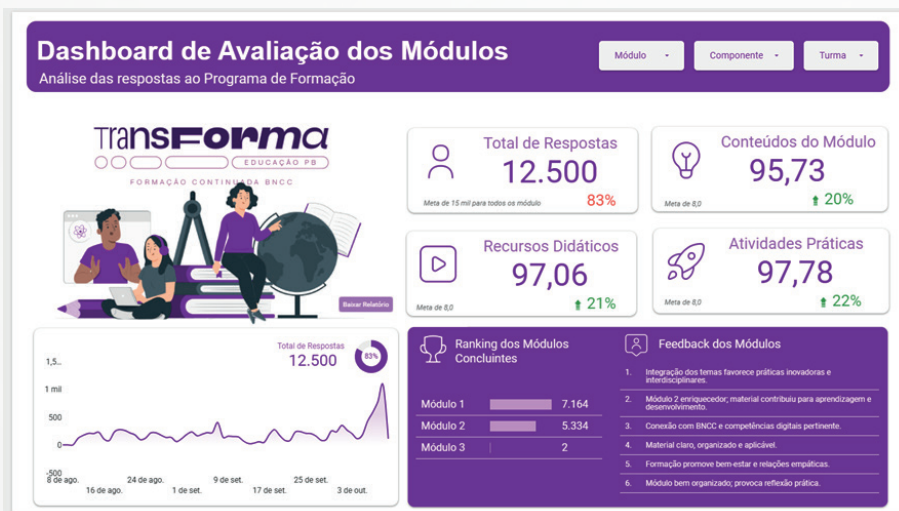 Dashboard de Avaliação dos Módulos
Análise das respostas ao Programa de Formação
Módulo
Componente
Turma
Transforma
EDUCAÇÃO PB
FORMAÇÃO CONTINUADA BNCC
Baixar Relatório
Total de Respostas
12.500
Meta de 15 mil para todos os módulo
83%
Conteúdos do Módulo
95,73
Meta de 8,0
20%
Recursos Didáticos
97,06
Meta de 8,0
21%
Atividades Práticas
97,78
Meta de 8,0
22%
Total de Respostas
12.500
83%
1,5...
1 mil
500
0
-500
8 de ago.
16 de ago.
24 de ago.
1 de set.
9 de set.
17 de set.
25 de set.
3 de out.
Ranking dos Módulos
Concluintes
Módulo 1 7.164
Módulo 2 5.334
Módulo 3 2
Feedback dos Módulos
1. Integração dos temas favorece práticas inovadoras e
interdisciplinares.
2. Módulo 2 enriquecedor; material contribuiu para aprendizagem e
desenvolvimento.
3. Conexão com BNCC e competências digitais pertinente.
4. Material claro, organizado e aplicável.
5. Formação promove bem-estar e relações empáticas.
6. Módulo bem organizado; provoca reflexão prática.